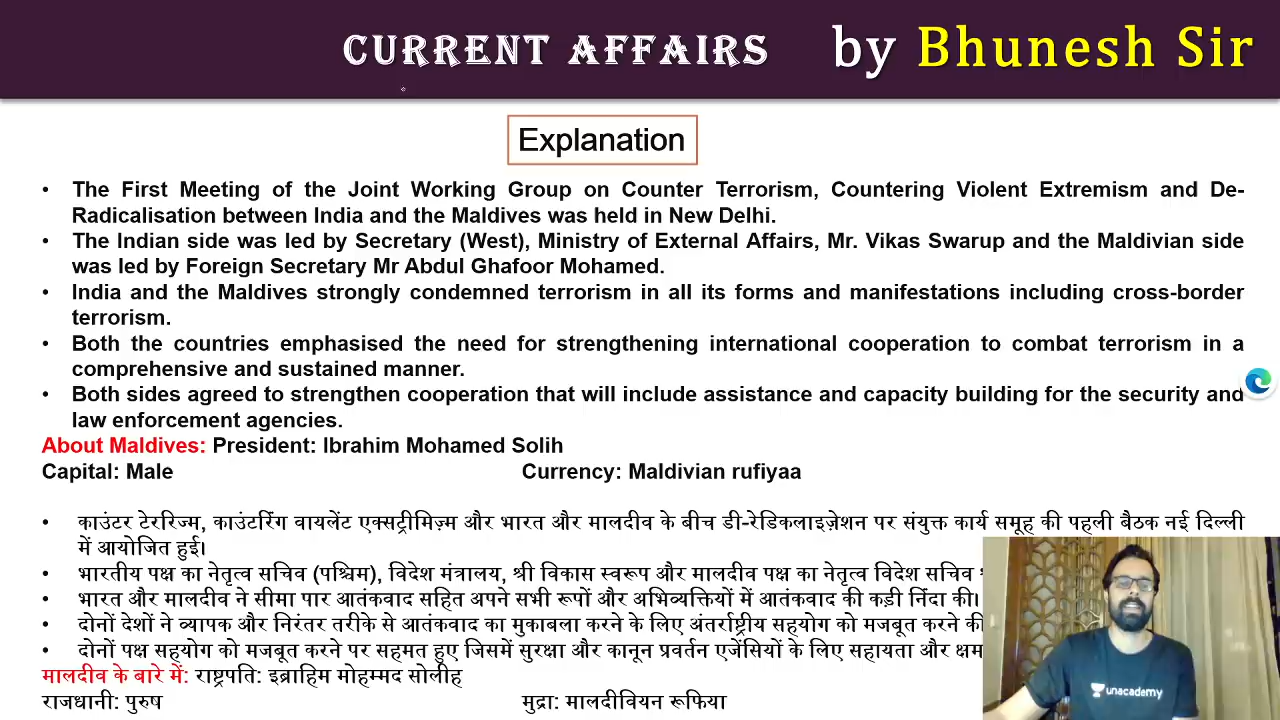 CURRENT AFFAIRS by Bhunesh Sir
Explanation
• The First Meeting of the Joint Working Group on Counter Terrorism, Countering Violent Extremism and De-
Radicalisation between India and the Maldives was held in New Delhi.
• The Indian side was led by Secretary (West), Ministry of External Affairs, Mr. Vikas Swarup and the Maldivian side
was led by Foreign Secretary Mr Abdul Ghafoor Mohamed.
• India and the Maldives strongly condemned terrorism in all its forms and manifestations including cross-border
terrorism.
• Both the countries emphasised the need for strengthening international cooperation to combat terrorism in a
comprehensive and sustained manner.
• Both sides agreed to strengthen cooperation that will include assistance and capacity building for the security and
law enforcement agencies.
About Maldives: President: Ibrahim Mohamed Solih
Capital: Male Currency: Maldivian rufiyaa
• काउंटर टेररिज्म, काउंटरिंग वायलेंट एक्सट्रीमिज़्म और भारत और मालदीव के बीच डी-रेडिकलाइज़ेशन पर संयुक्त कार्य समूह की पहली बैठक नई दिल्ली
में आयोजित हुई।
• भारतीय पक्ष का नेतृत्व सचिव (पश्चिम), विदेश मंत्रालय, श्री विकास स्वरूप और मालदीव पक्ष का नेतृत्व विदेश सचिव
• भारत और मालदीव ने सीमा पार आतंकवाद सहित अपने सभी रूपों और अभिव्यक्तियों में आतंकवाद की कड़ी निंदा की।
• दोनों देशों ने व्यापक और निरंतर तरीके से आतंकवाद का मुकाबला करने के लिए अंतर्राष्ट्रीय सहयोग को मजबूत करने की
• दोनों पक्ष सहयोग को मजबूत करने पर सहमत हुए जिसमें सुरक्षा और कानून प्रवर्तन एजेंसियों के लिए सहायता और
मालदीव के बारे में: राष्ट्रपति: इब्राहिम मोहम्मद सोलीह
राजधानी: पुरुष मुद्रा: मालदीवियन रूफिया
unacademy